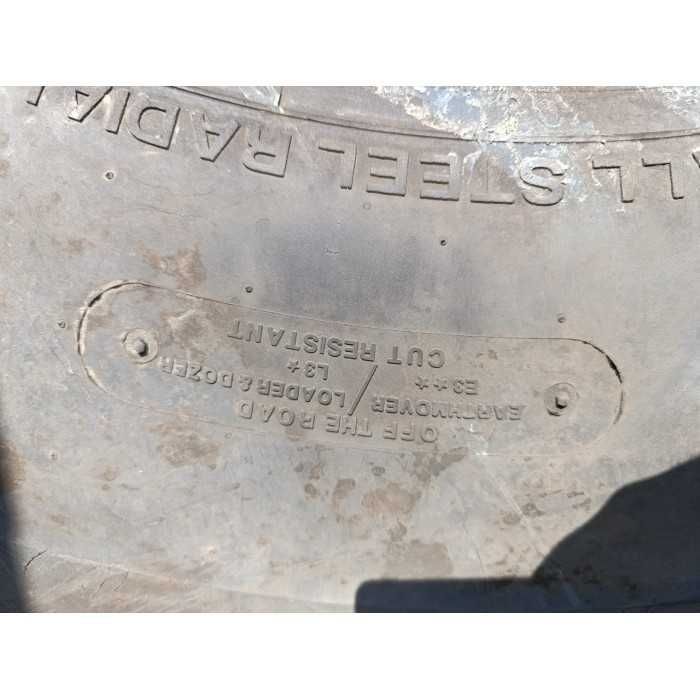 OFF THE ROAD
EARTHMOVER / LOADER & DOZER
E3★★ L3★
CUT RESISTANT
ALL STEEL RADIAL